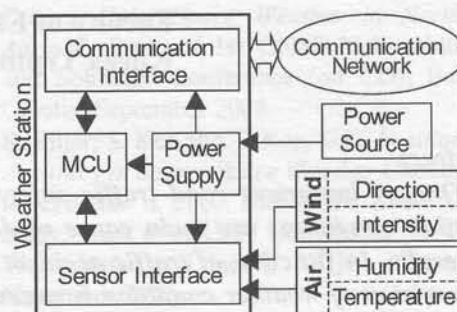 Weather Station
Communication
Interface
MCU
Power
Supply
Sensor Interface
Communication
Network
Power
Source
Wind
Direction
Intensity
Air
Humidity
Temperature